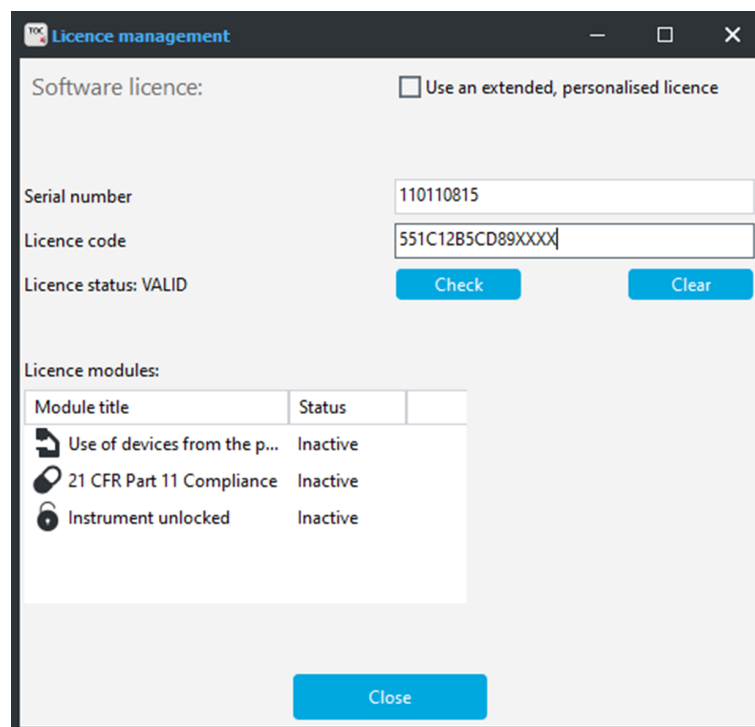 TOC
Licence management
Software licence:
Use an extended, personalised licence
Serial number 110110815
Licence code 551C12B5CD89XXXX
Licence status: VALID Check Clear
Licence modules:
Module title Status
Use of devices from the p... Inactive
21 CFR Part 11 Compliance Inactive
Instrument unlocked Inactive
Close